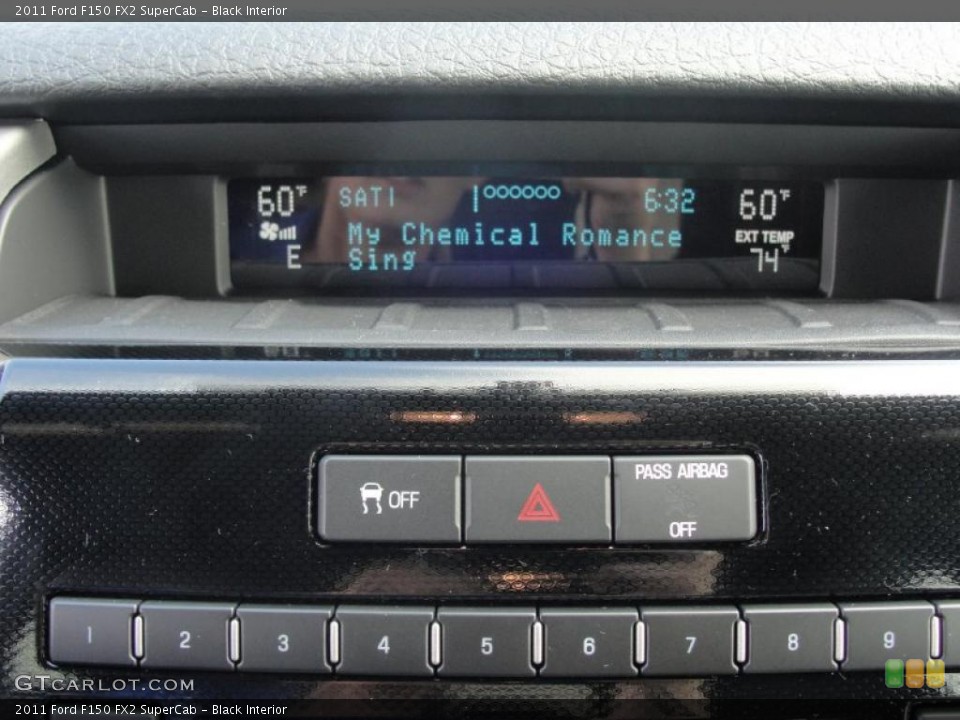 2011 Ford F150 FX2 SuperCab – Black Interior
60°F SAT1 6:32 60°F
My Chemical Romance
EXT TEMP
E Sing 74°F
PASS AIRBAG
OFF
OFF
1 2 3 4 5 6 7 8 9
GTCARLOT.COM
2011 Ford F150 FX2 SuperCab – Black Interior